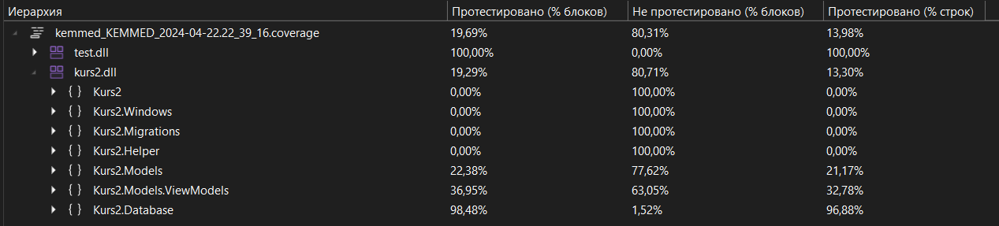 Иерархия Протестировано (% блоков) Не протестировано (% блоков) Протестировано (% строк)
kemmed_KEMMED_2024-04-22.22_39_16.coverage 19,69% 80,31% 13,98%
test.dll 100,00% 0,00% 100,00%
kurs2.dll 19,29% 80,71% 13,30%
{ } Kurs2 0,00% 100,00% 0,00%
{ } Kurs2.Windows 0,00% 100,00% 0,00%
{ } Kurs2.Migrations 0,00% 100,00% 0,00%
{ } Kurs2.Helper 0,00% 100,00% 0,00%
{ } Kurs2.Models 22,38% 77,62% 21,17%
{ } Kurs2.Models.ViewModels 36,95% 63,05% 32,78%
{ } Kurs2.Database 98,48% 1,52% 96,88%